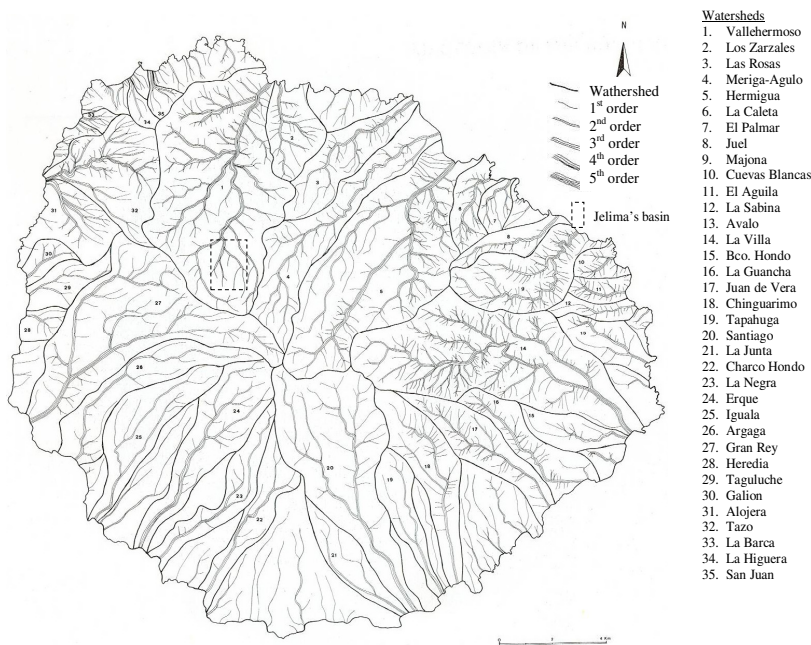 N
Wathershed
1st order
2nd order
3rd order
4th order
5th order
Jelima's basin
Watersheds
1. Vallehermoso
2. Los Zarzales
3. Las Rosas
4. Meriga-Agulo
5. Hermigua
6. La Caleta
7. El Palmar
8. Juel
9. Majona
10. Cuevas Blancas
11. El Aguila
12. La Sabina
13. Avalo
14. La Villa
15. Bco. Hondo
16. La Guancha
17. Juan de Vera
18. Chinguarimo
19. Tapahuga
20. Santiago
21. La Junta
22. Charco Hondo
23. La Negra
24. Erque
25. Iguala
26. Argaga
27. Gran Rey
28. Heredia
29. Taguluche
30. Galion
31. Alojera
32. Tazo
33. La Barca
34. La Higuera
35. San Juan
35
33
34
2
1
3
6
7
31
32
8
30
10
4
9
5
11
29
27
12
28
14
28
24
16
15
17
25
20
18
19
23
22
21
0
2
4 Km